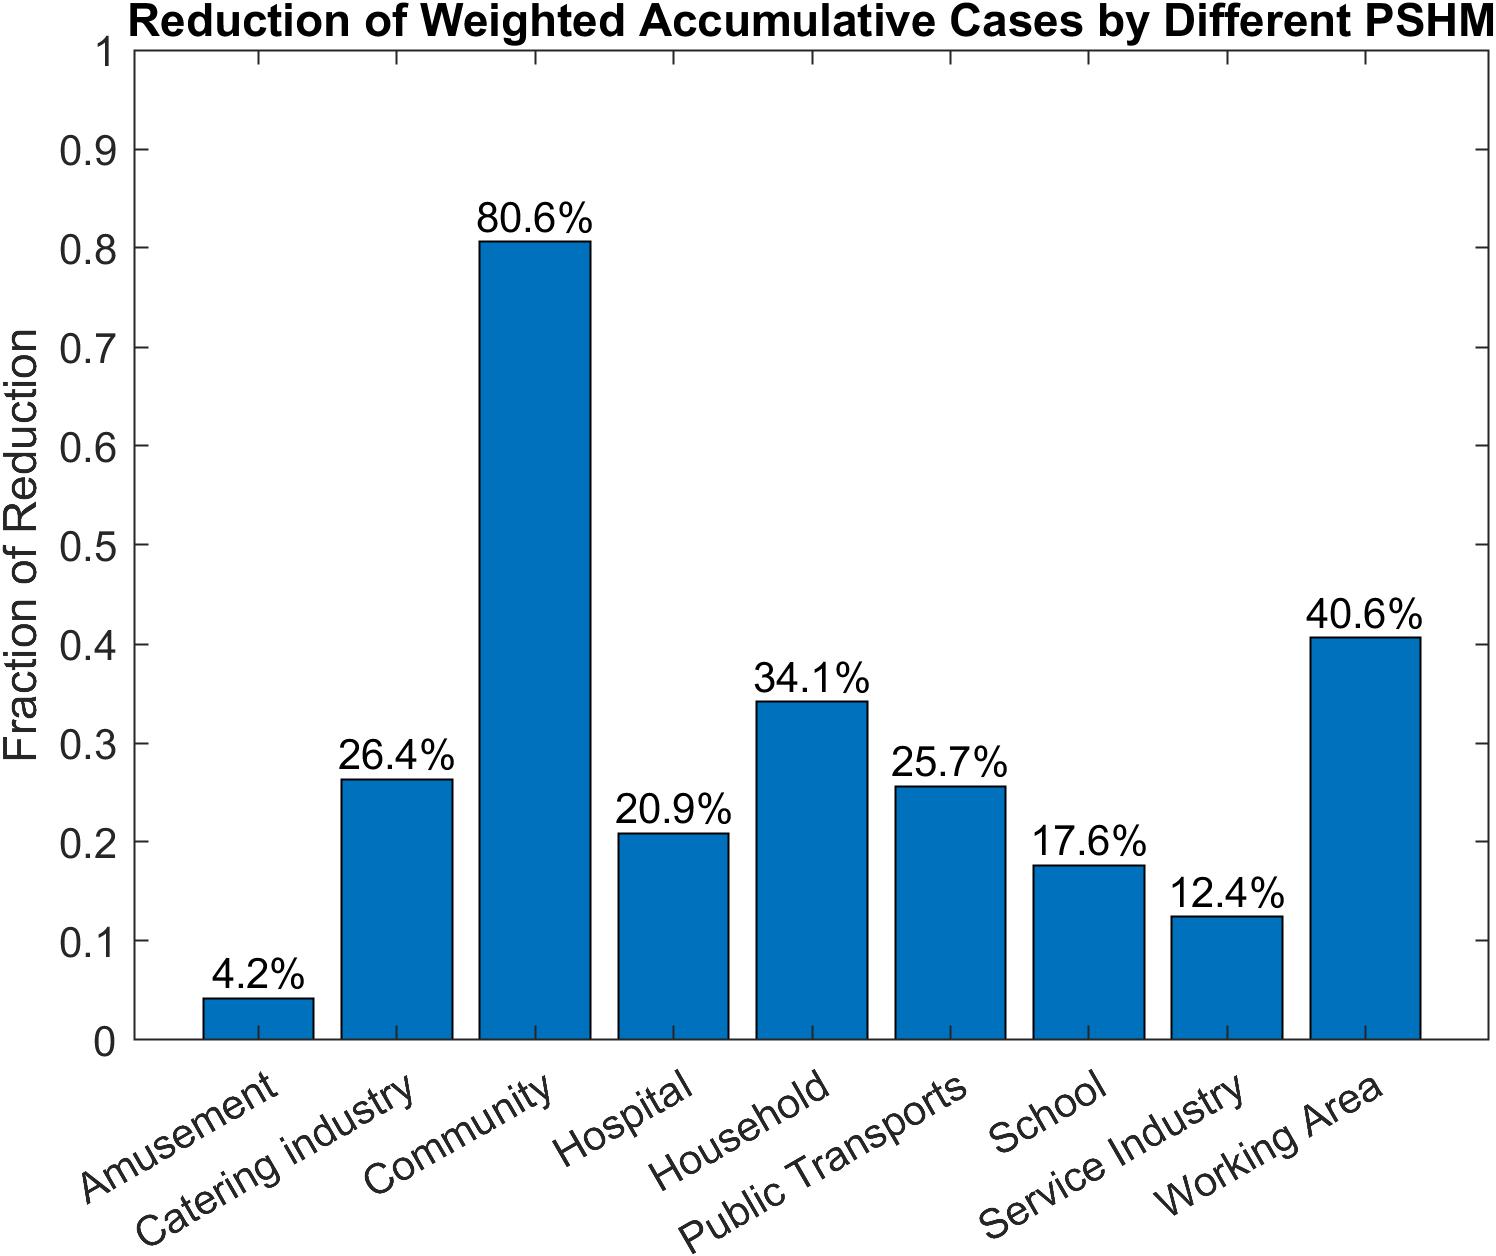 Reduction of Weighted Accumulative Cases by Different PSHM
Fraction of Reduction
1
0.9
0.8
0.7
0.6
0.5
0.4
0.3
0.2
0.1
0
4.2%
26.4%
80.6%
20.9%
34.1%
25.7%
17.6%
12.4%
40.6%
Amusement
Catering industry
Community
Hospital
Household
Public Transports
School
Service Industry
Working Area